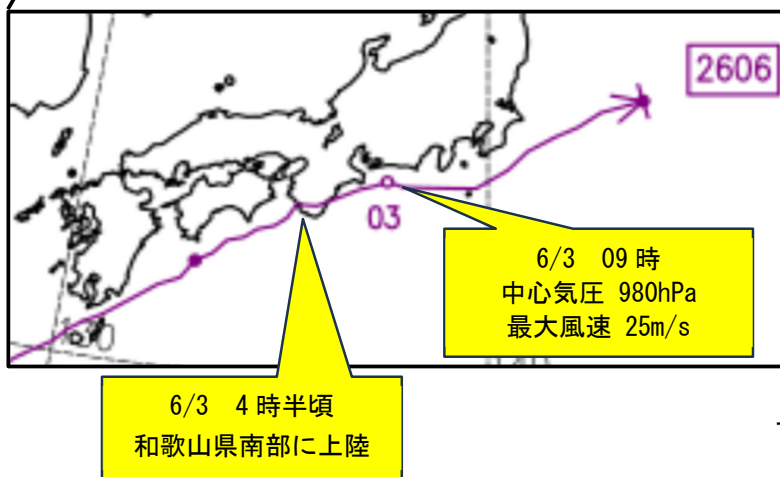 2606
03
6/3 09時
中心気圧 980hPa
最大風速 25m/s
6/3 4時半頃
和歌山県南部に上陸